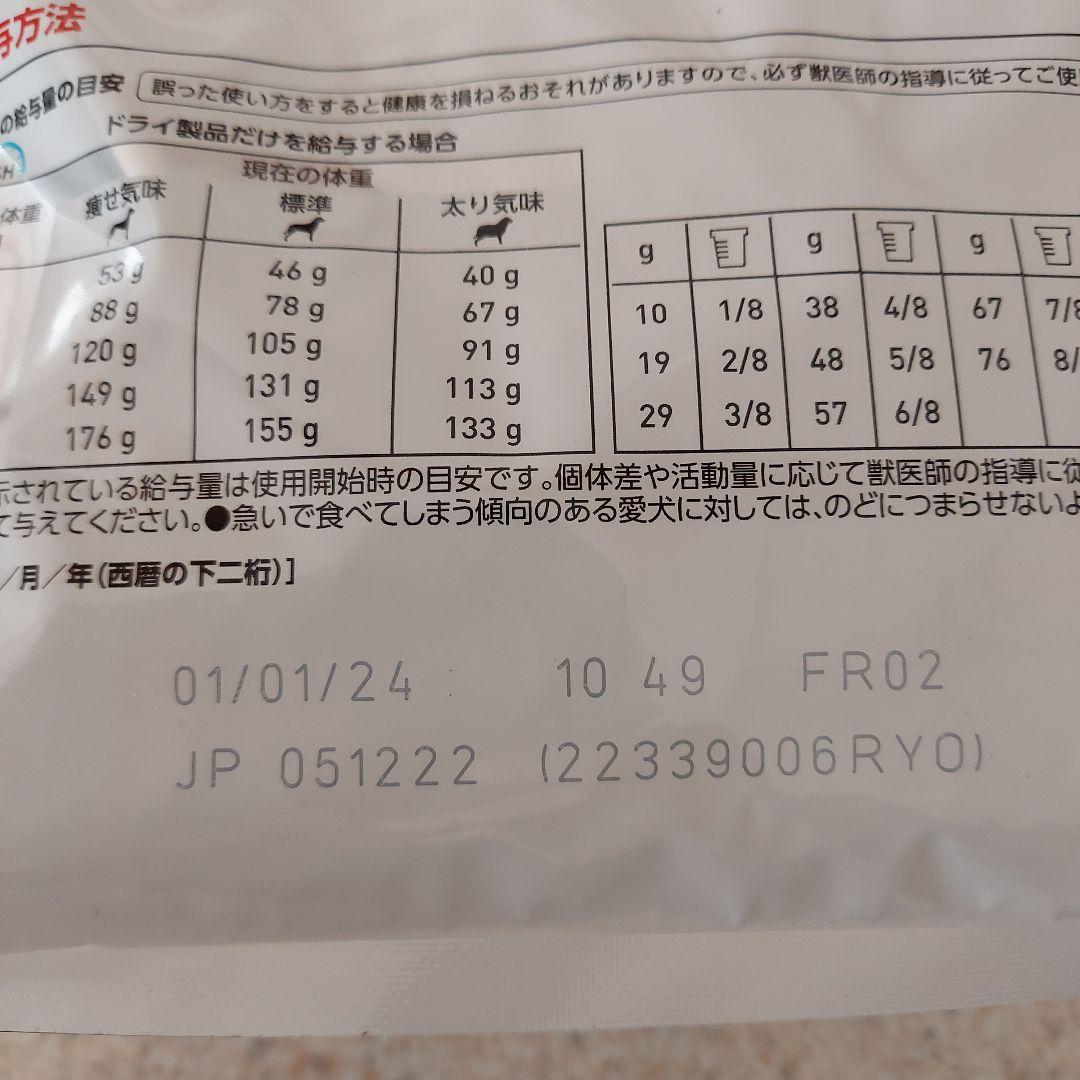 与方法
の給与量の目安 誤った使い方をすると健康を損ねるおそれがありますので、必ず獣医師の指導に従ってご使
ドライ製品だけを給与する場合
現在の体重
体重 痩せ気味 標準 太り気味
53 g 46 g 40 g
88 g 78 g 67 g
120 g 105 g 91 g
149 g 131 g 113 g
176 g 155 g 133 g
g g g
10 1/8 38 4/8 67 7/8
19 2/8 48 5/8 76 8/
29 3/8 57 6/8
示されている給与量は使用開始時の目安です。個体差や活動量に応じて獣医師の指導に従
て与えてください。●急いで食べてしまう傾向のある愛犬に対しては、のどにつまらせないよ
/月/年(西暦の下二桁)]
01/01/24 10 49 FR02
JP 051222 (22339006RYO)